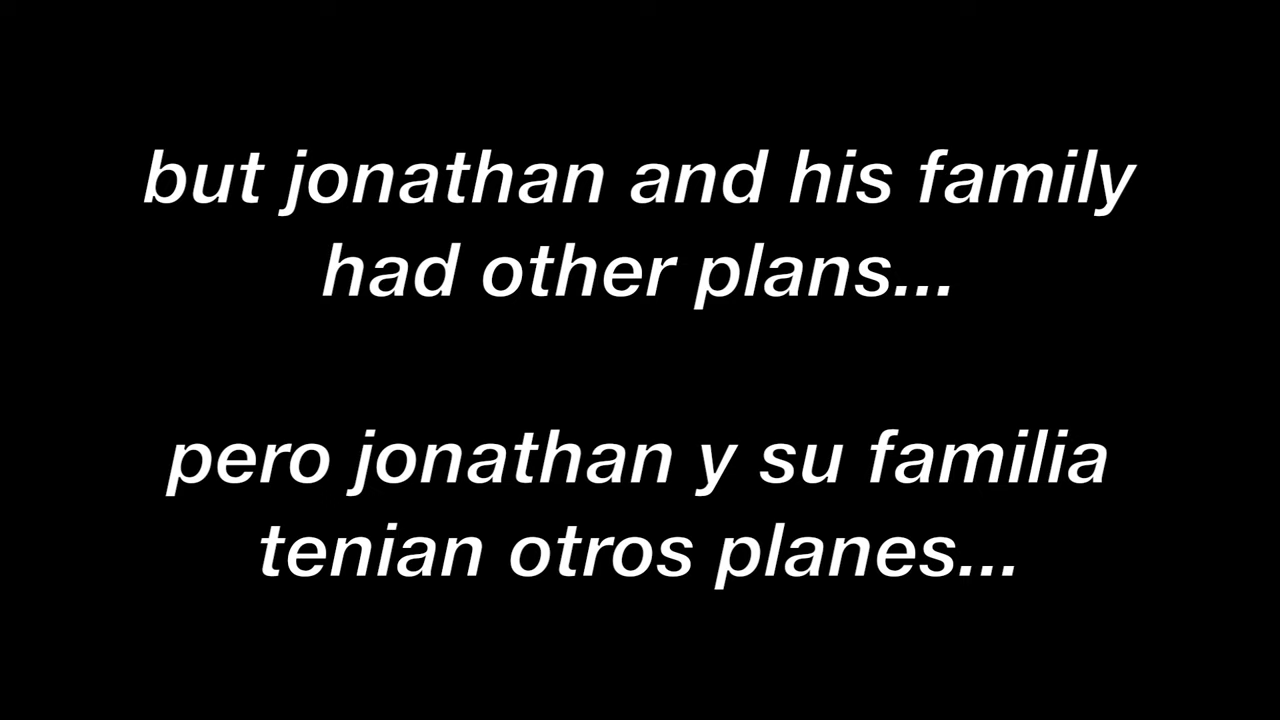 but jonathan and his family
had other plans...
pero jonathan y su familia
tenian otros planes...